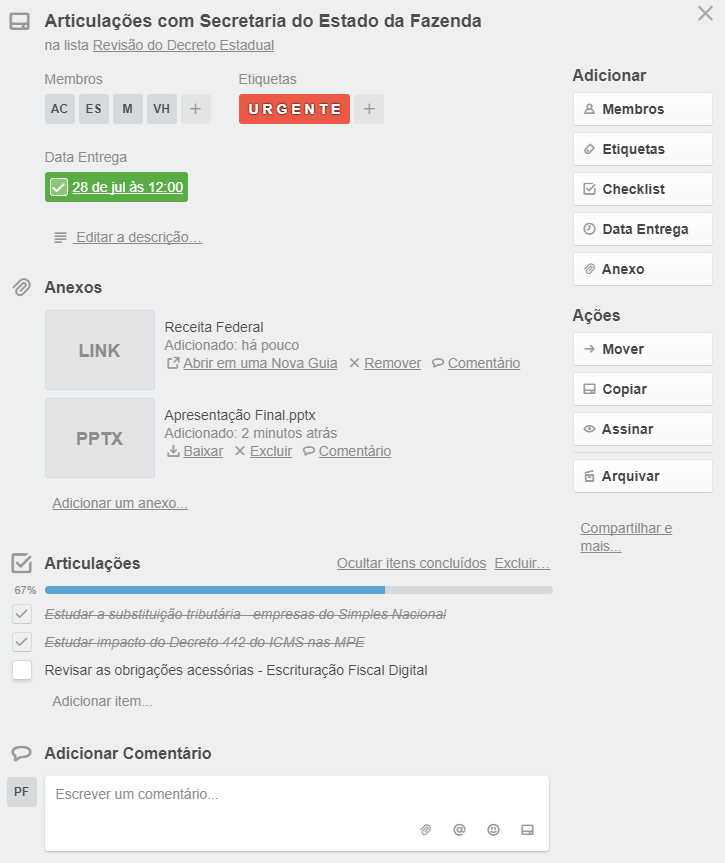 Articulações com Secretaria do Estado da Fazenda
na lista Revisão do Decreto Estadual
Membros
AC ES M VH +
Etiquetas
URGENTE +
Data Entrega
28 de jul às 12:00
Editar a descrição...
Anexos
LINK
Receita Federal
Adicionado: há pouco
Abrir em uma Nova Guia Remover Comentário
PPTX
Apresentação Final.pptx
Adicionado: 2 minutos atrás
Baixar Excluir Comentário
Adicionar um anexo...
Articulações
Ocultar itens concluídos Excluir...
67%
Estudar a substituição tributária - empresas do Simples Nacional
Estudar impacto do Decreto 442 do ICMS nas MPE
Revisar as obrigações acessórias - Escrituração Fiscal Digital
Adicionar item...
Adicionar Comentário
PF
Escrever um comentário...
Adicionar
Membros
Etiquetas
Checklist
Data Entrega
Anexo
Ações
Mover
Copiar
Assinar
Arquivar
Compartilhar e
mais...